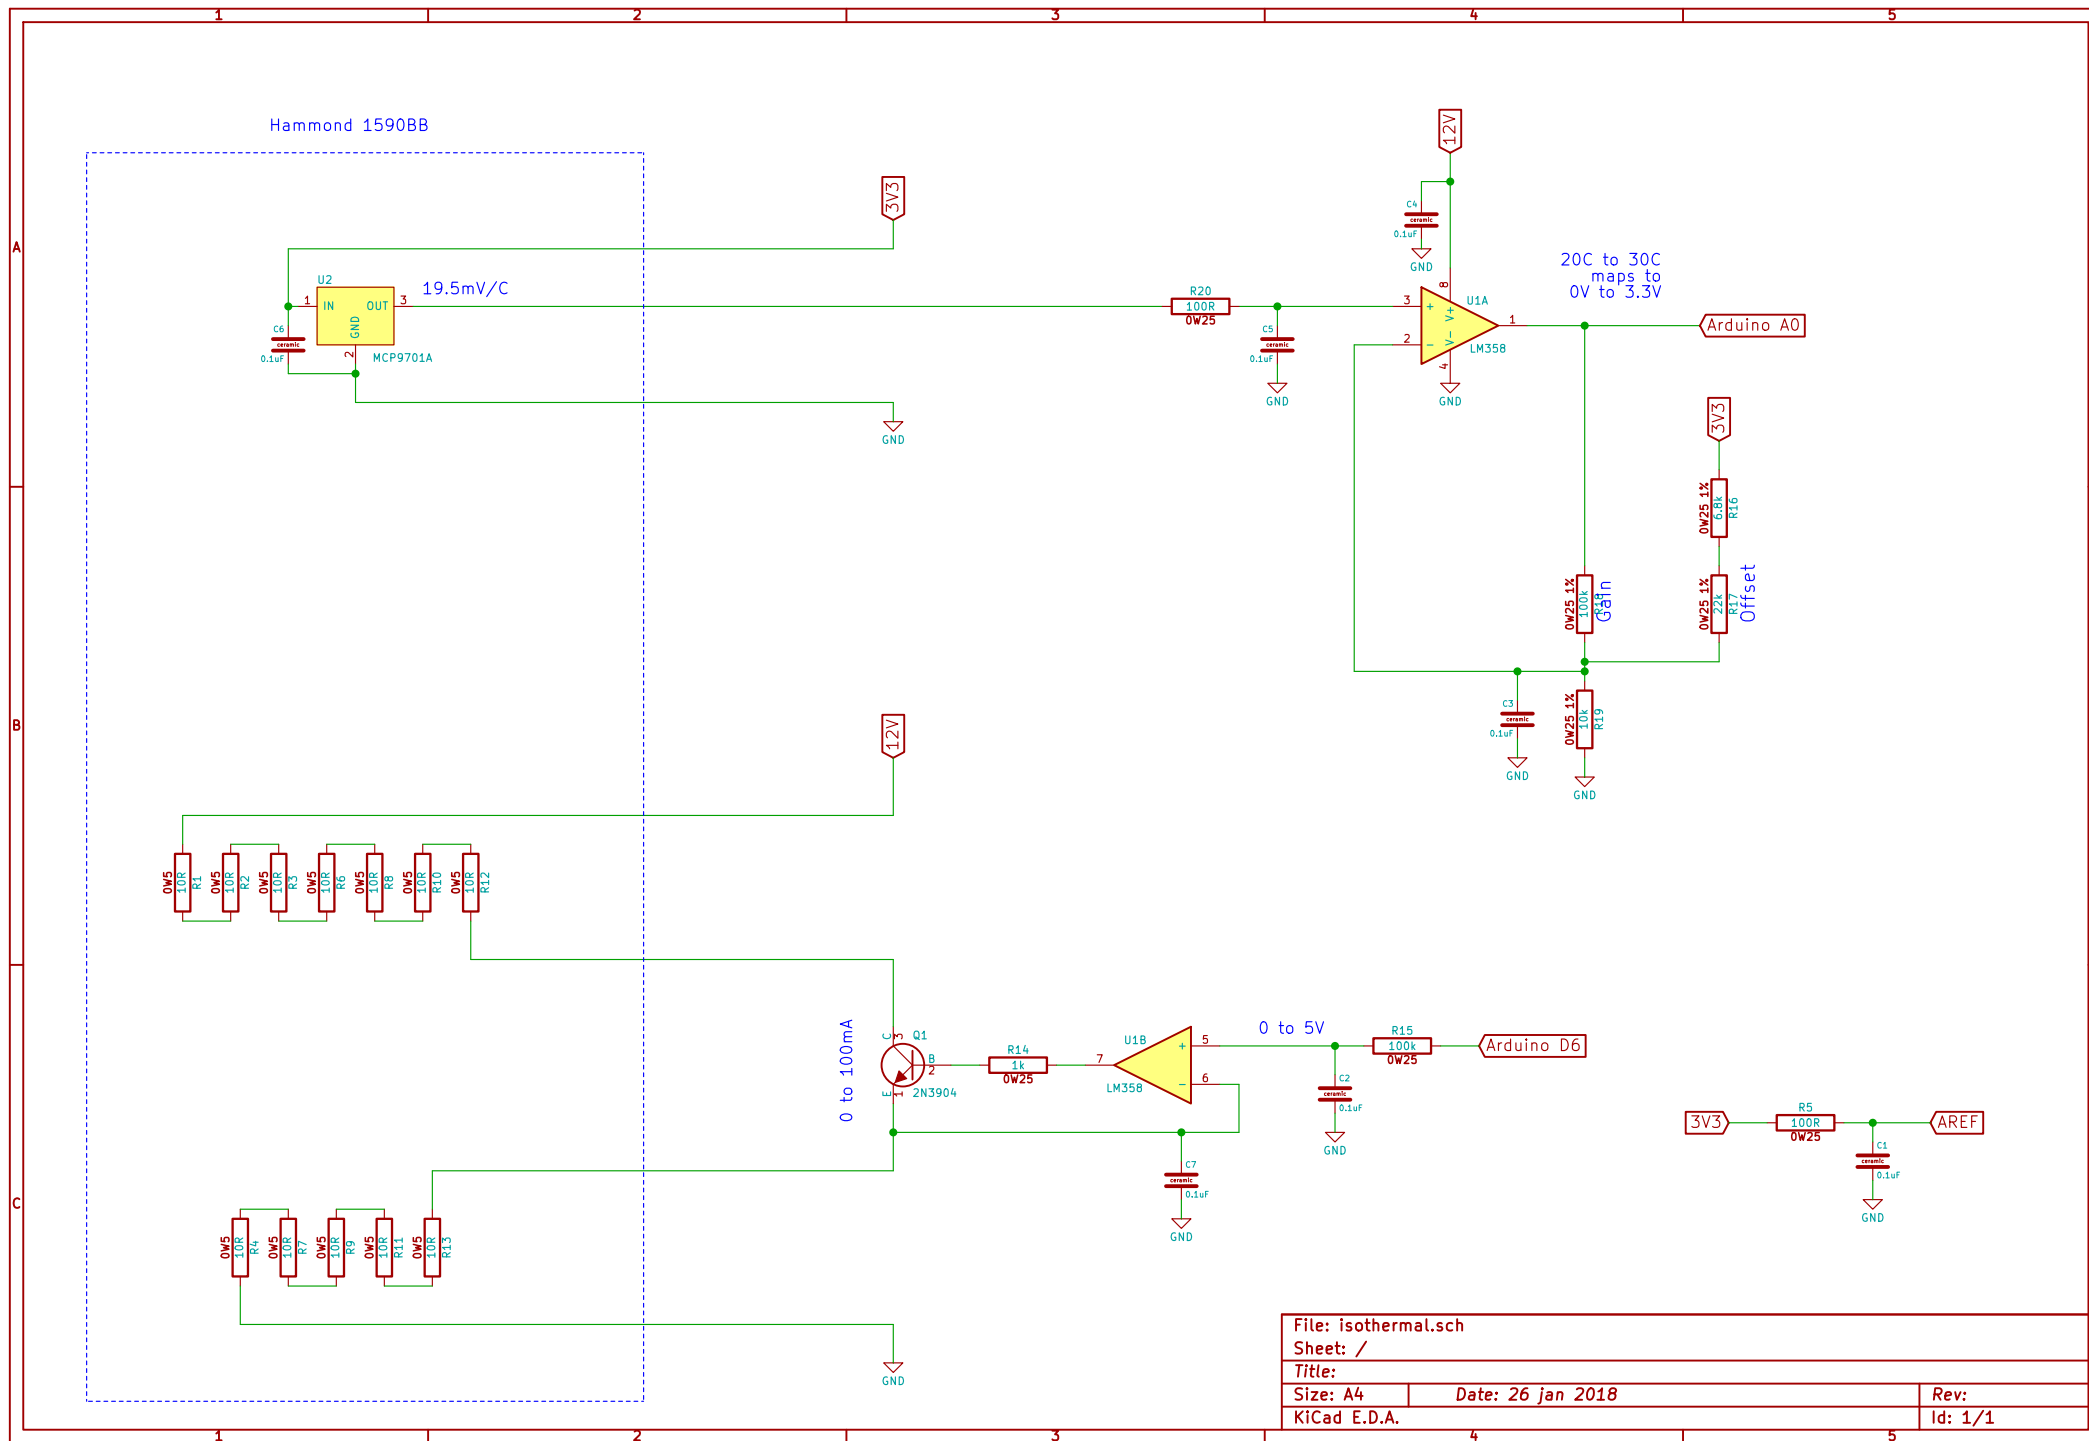 1 2 3 4 5
A
B
C
Hammond 1590BB
3V3
U2
19.5mV/C
1 IN OUT 3
GND
2
MCP9701A
C6
ceramic
0.1uF
GND
R20
100R
0W25
C5
ceramic
0.1uF
GND
12V
C4
ceramic
0.1uF
GND
20C to 30C
maps to
0V to 3.3V
8
U1A
3 +
V+
1
2 -
V-
LM358
4
GND
Arduino A0
3V3
0W25 1%
6.8k
R16
0W25 1%
100k
R18
Gain
0W25 1%
22k
R17
Offset
C3
ceramic
0.1uF
GND
0W25 1%
10k
R19
GND
12V
0W5 10R R1
0W5 10R R2
0W5 10R R3
0W5 10R R6
0W5 10R R8
0W5 10R R10
0W5 10R R12
0 to 100mA
C 3
Q1
B
2
E 1
2N3904
R14
1k
0W25
U1B
7
+ 5
- 6
LM358
0 to 5V
R15
100k
0W25
Arduino D6
C2
ceramic
0.1uF
GND
C7
ceramic
0.1uF
GND
3V3
R5
100R
0W25
AREF
C1
ceramic
0.1uF
GND
0W5 10R R4
0W5 10R R7
0W5 10R R9
0W5 10R R11
0W5 10R R13
GND
File: isothermal.sch
Sheet: /
Title:
Size: A4 Date: 26 jan 2018 Rev:
KiCad E.D.A. Id: 1/1
1 2 3 4 5